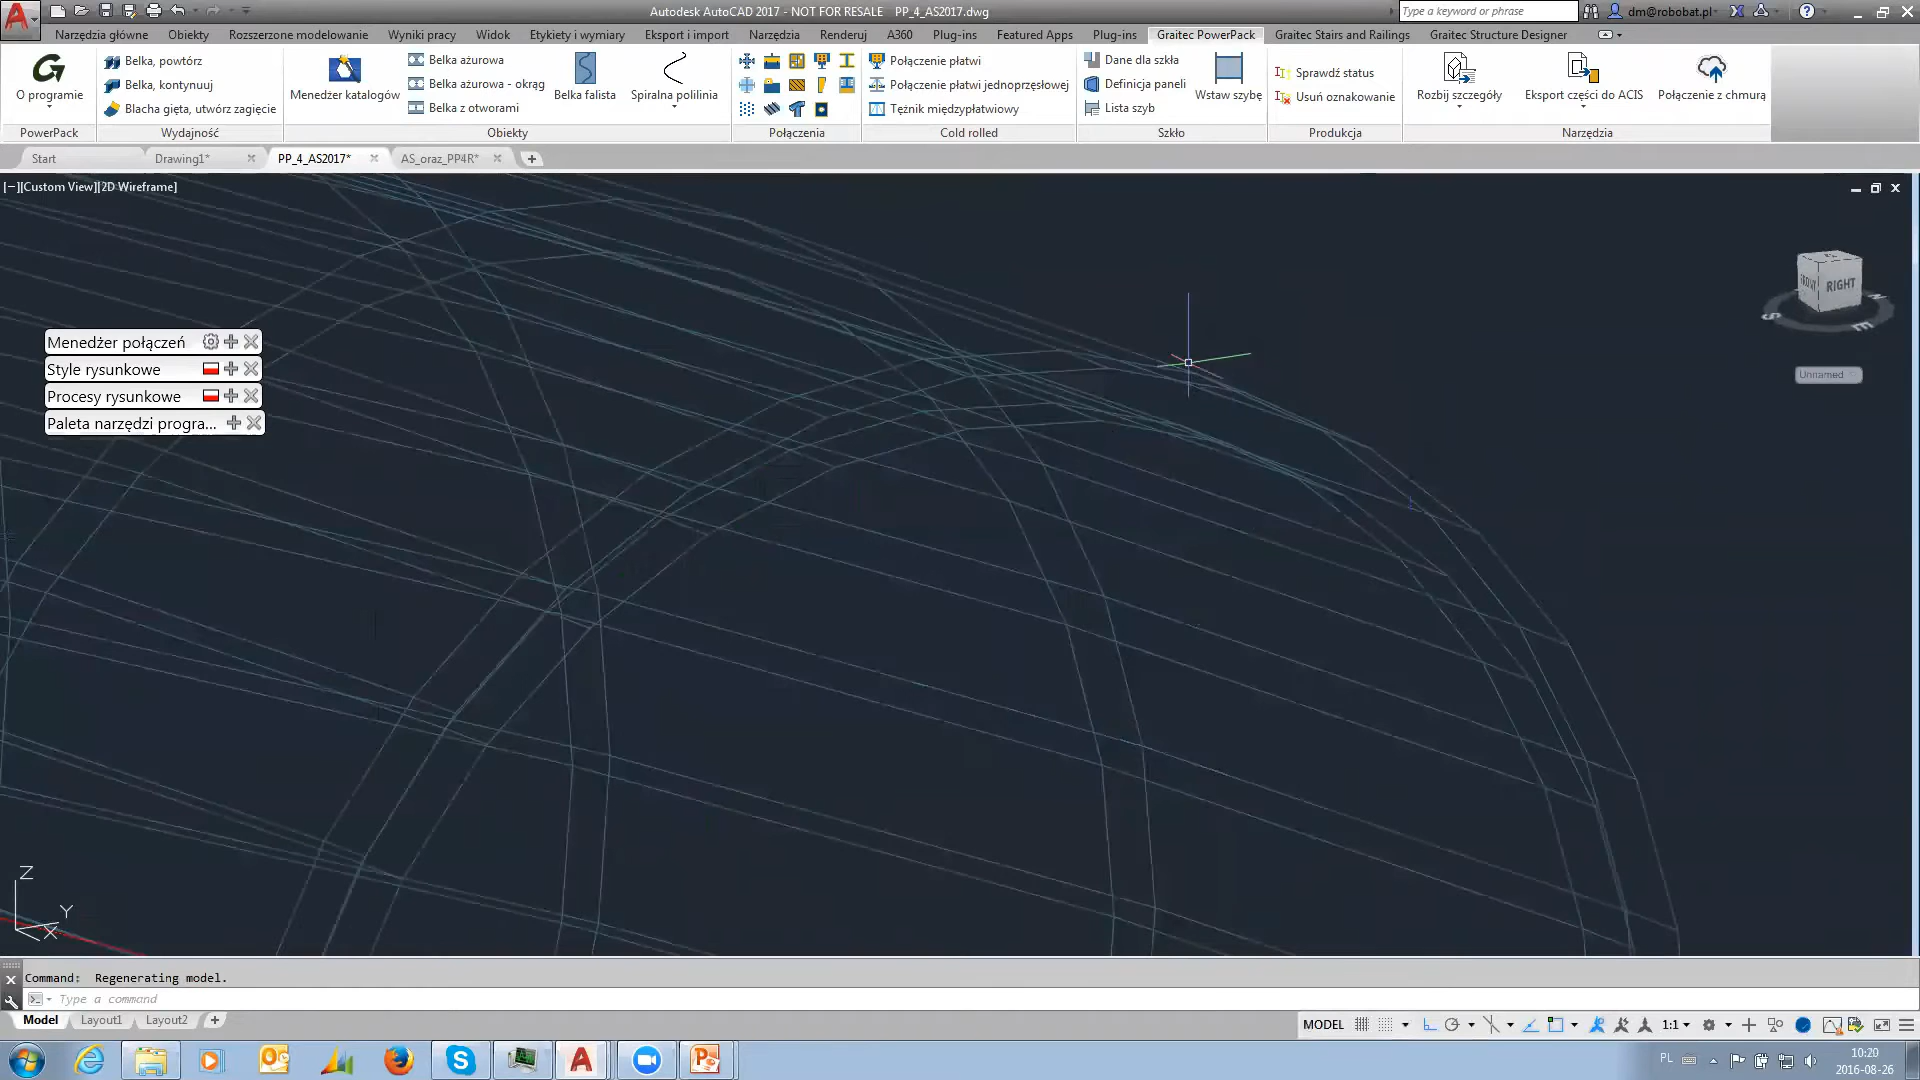 Autodesk AutoCAD 2017 - NOT FOR RESALE PP_4_AS2017.dwg
Type a keyword or phrase
dm@robobat.pl
Narzędzia główne
Obiekty
Rozszerzone modelowanie
Wyniki pracy
Widok
Etykiety i wymiary
Eksport i import
Narzędzia
Renderuj
A360
Plug-ins
Featured Apps
Plug-ins
Graitec PowerPack
Graitec Stairs and Railings
Graitec Structure Designer
O programie
PowerPack
Belka, powtórz
Belka, kontynuuj
Blacha gięta, utwórz zagięcie
Wydajność
Menedżer katalogów
Belka ażurowa
Belka ażurowa - okrąg
Belka z otworami
Belka falista
Spiralna polilinia
Obiekty
Połączenia
Połączenie płatwi
Połączenie płatwi jednoprzęsłowej
Tężnik międzypłatwiowy
Cold rolled
Dane dla szkła
Definicja paneli
Lista szyb
Wstaw szybę
Szkło
Sprawdź status
Usuń oznakowanie
Produkcja
Rozbij szczegóły
Eksport części do ACIS
Połączenie z chmurą
Narzędzia
Start
Drawing1*
PP_4_AS2017*
AS_oraz_PP4R*
[−][Custom View][2D Wireframe]
RIGHT
S
E
Unnamed
Menedżer połączeń
Style rysunkowe
Procesy rysunkowe
Paleta narzędzi progra...
Z
Y
X
Command: Regenerating model.
Type a command
Model
Layout1
Layout2
MODEL
1:1
PL
10:20
2016-08-26